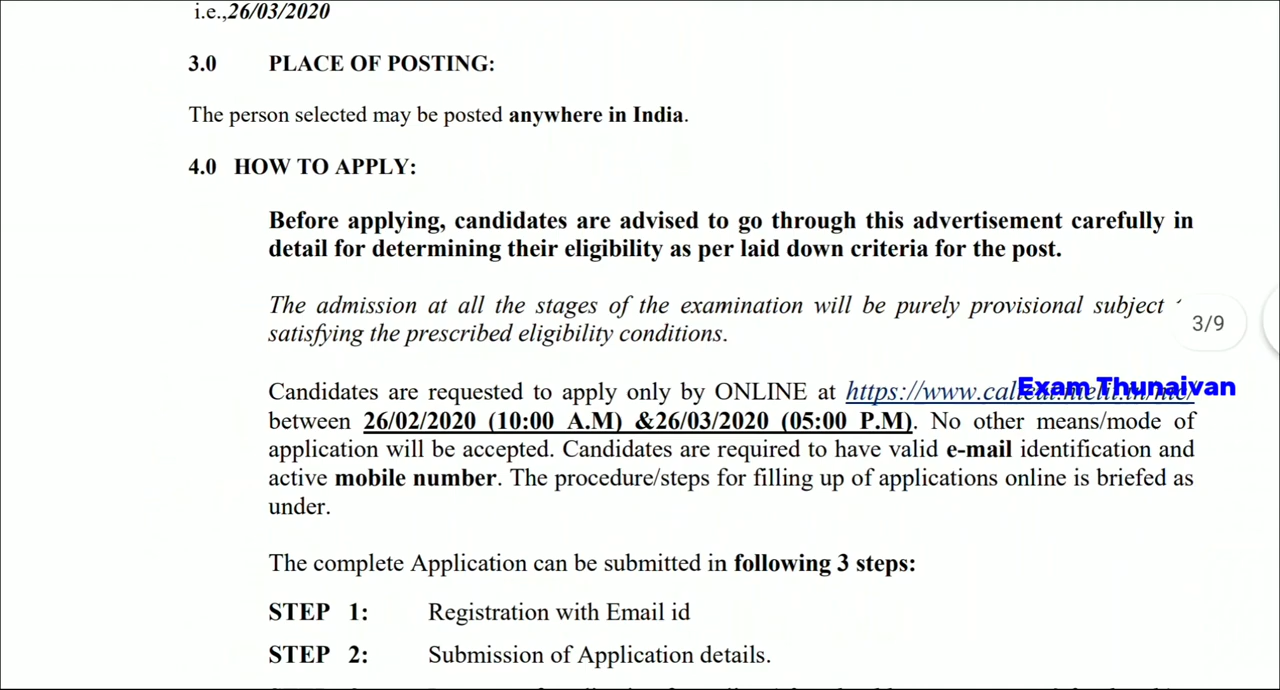 i.e.,26/03/2020
3.0 PLACE OF POSTING:
The person selected may be posted anywhere in India.
4.0 HOW TO APPLY:
Before applying, candidates are advised to go through this advertisement carefully in
detail for determining their eligibility as per laid down criteria for the post.
The admission at all the stages of the examination will be purely provisional subject
satisfying the prescribed eligibility conditions.
3/9
Candidates are requested to apply only by ONLINE at
Exam Thunaivan
between 26/02/2020 (10:00 A.M) &26/03/2020 (05:00 P.M). No other means/mode of
application will be accepted. Candidates are required to have valid e-mail identification and
active mobile number. The procedure/steps for filling up of applications online is briefed as
under.
The complete Application can be submitted in following 3 steps:
STEP 1: Registration with Email id
STEP 2: Submission of Application details.